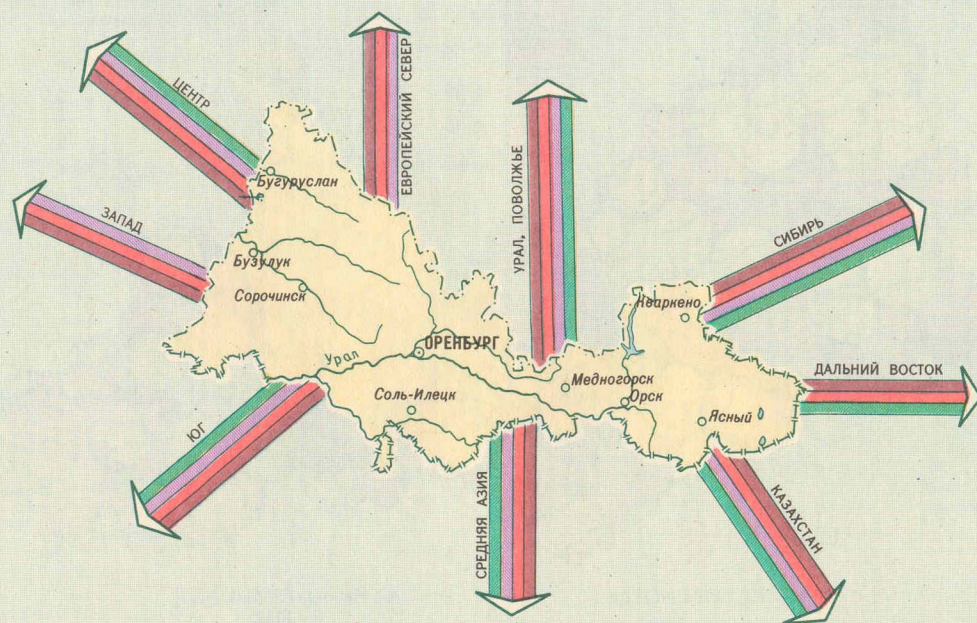 ЦЕНТР
ЕВРОПЕЙСКИЙ СЕВЕР
ЗАПАД
УРАЛ, ПОВОЛЖЬЕ
СИБИРЬ
Бугуруслан
Бузулук
Сорочинск
Кваркено
Урал
ОРЕНБУРГ
ДАЛЬНИЙ ВОСТОК
Медногорск
Соль-Илецк
Орск
Ясный
ЮГ
СРЕДНЯЯ АЗИЯ
КАЗАХСТАН